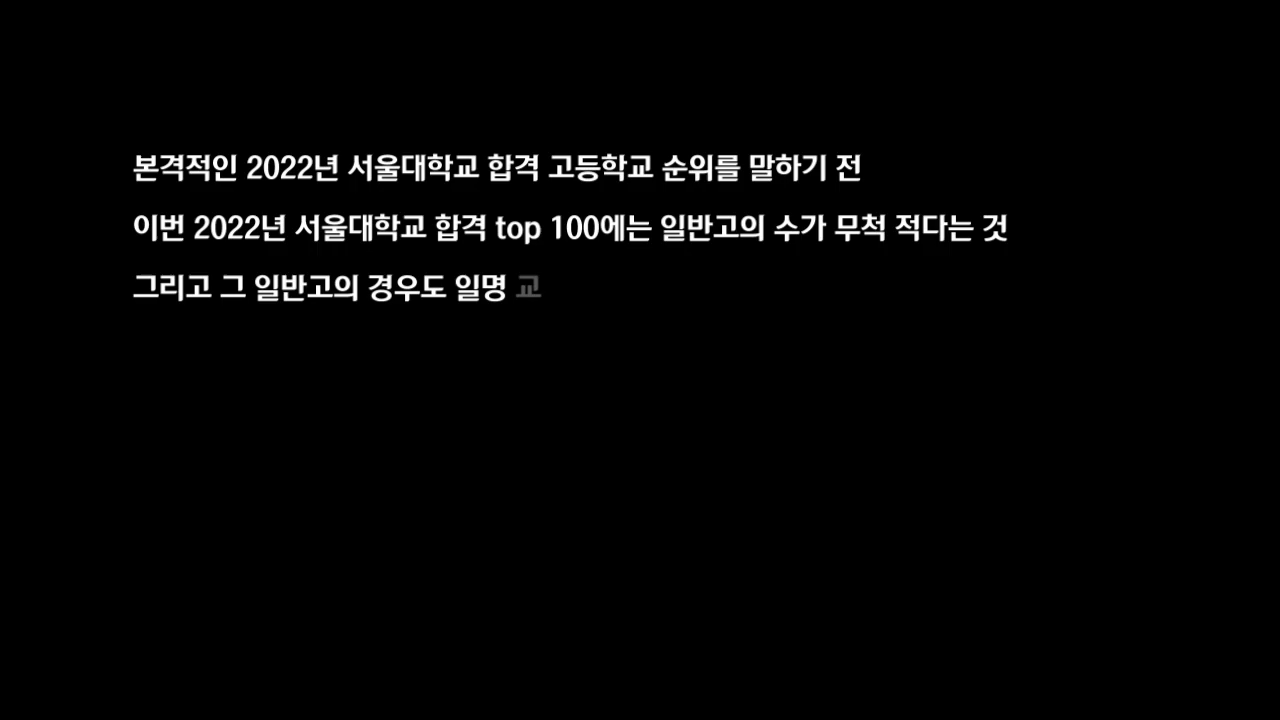 본격적인 2022년 서울대학교 합격 고등학교 순위를 말하기 전
이번 2022년 서울대학교 합격 top 100에는 일반고의 수가 무척 적다는 것
그리고 그 일반고의 경우도 일명 교